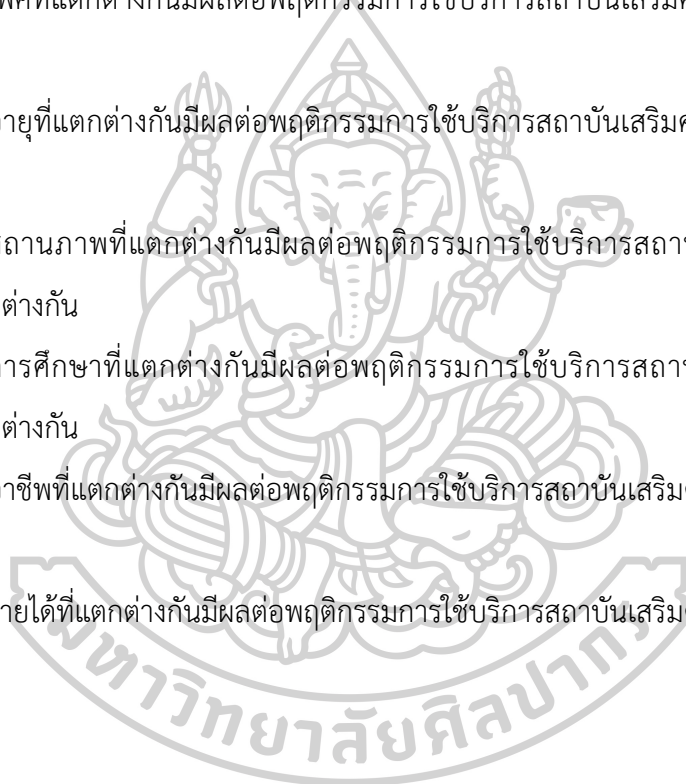 ที่แตกต่างกันมีผลต่อพฤติกรรมการใช้บริการสถาบันเสริม
อายุที่แตกต่างกันมีผลต่อพฤติกรรมการใช้บริการสถาบันเสริม
สถานภาพที่แตกต่างกันมีผลต่อพฤติกรรมการใช้บริการ
ต่างกัน
การศึกษาที่แตกต่างกันมีผลต่อพฤติกรรมการใช้บริการ
ต่างกัน
อาชีพที่แตกต่างกันมีผลต่อพฤติกรรมการใช้บริการสถาบันเสริม
ายได้ที่แตกต่างกันมีผลต่อพฤติกรรมการใช้บริการสถาบันเสริม
มหาวิทยาลัยศิลปากร